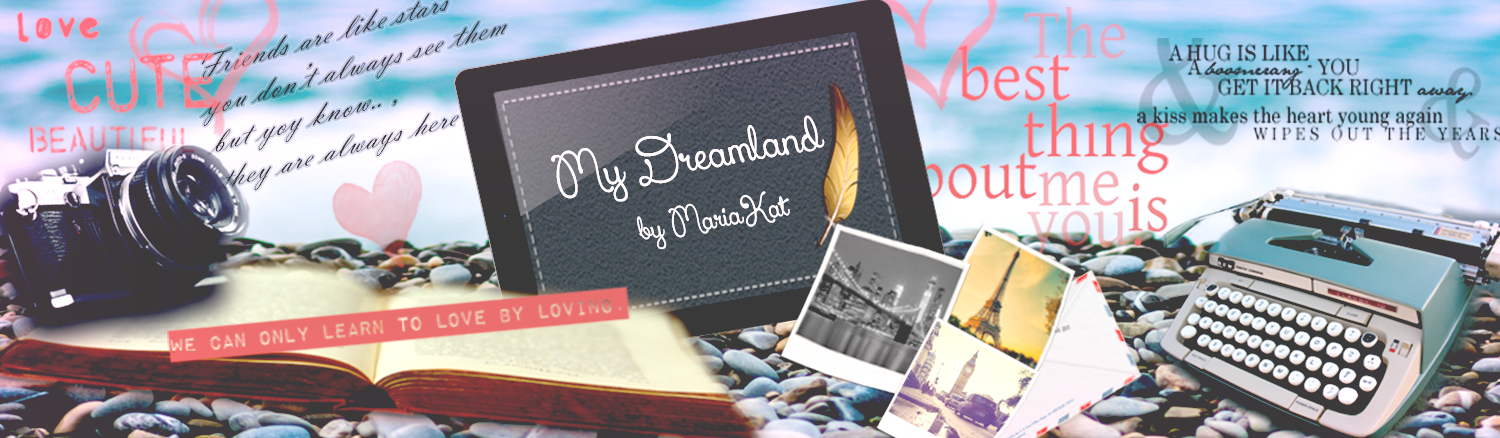 love
CUTE
BEAUTIFUL
Friends are like stars
you don't always see them
but yoy know.. ,
they are always here
My Dreamland
by MariaKat
WE CAN ONLY LEARN TO LOVE BY LOVING.
The
best
thing
about me
you is
&
A HUG IS LIKE
A boomerang - YOU
GET IT BACK RIGHT away.
&
a kiss makes the heart young again
WIPES OUT THE YEARS